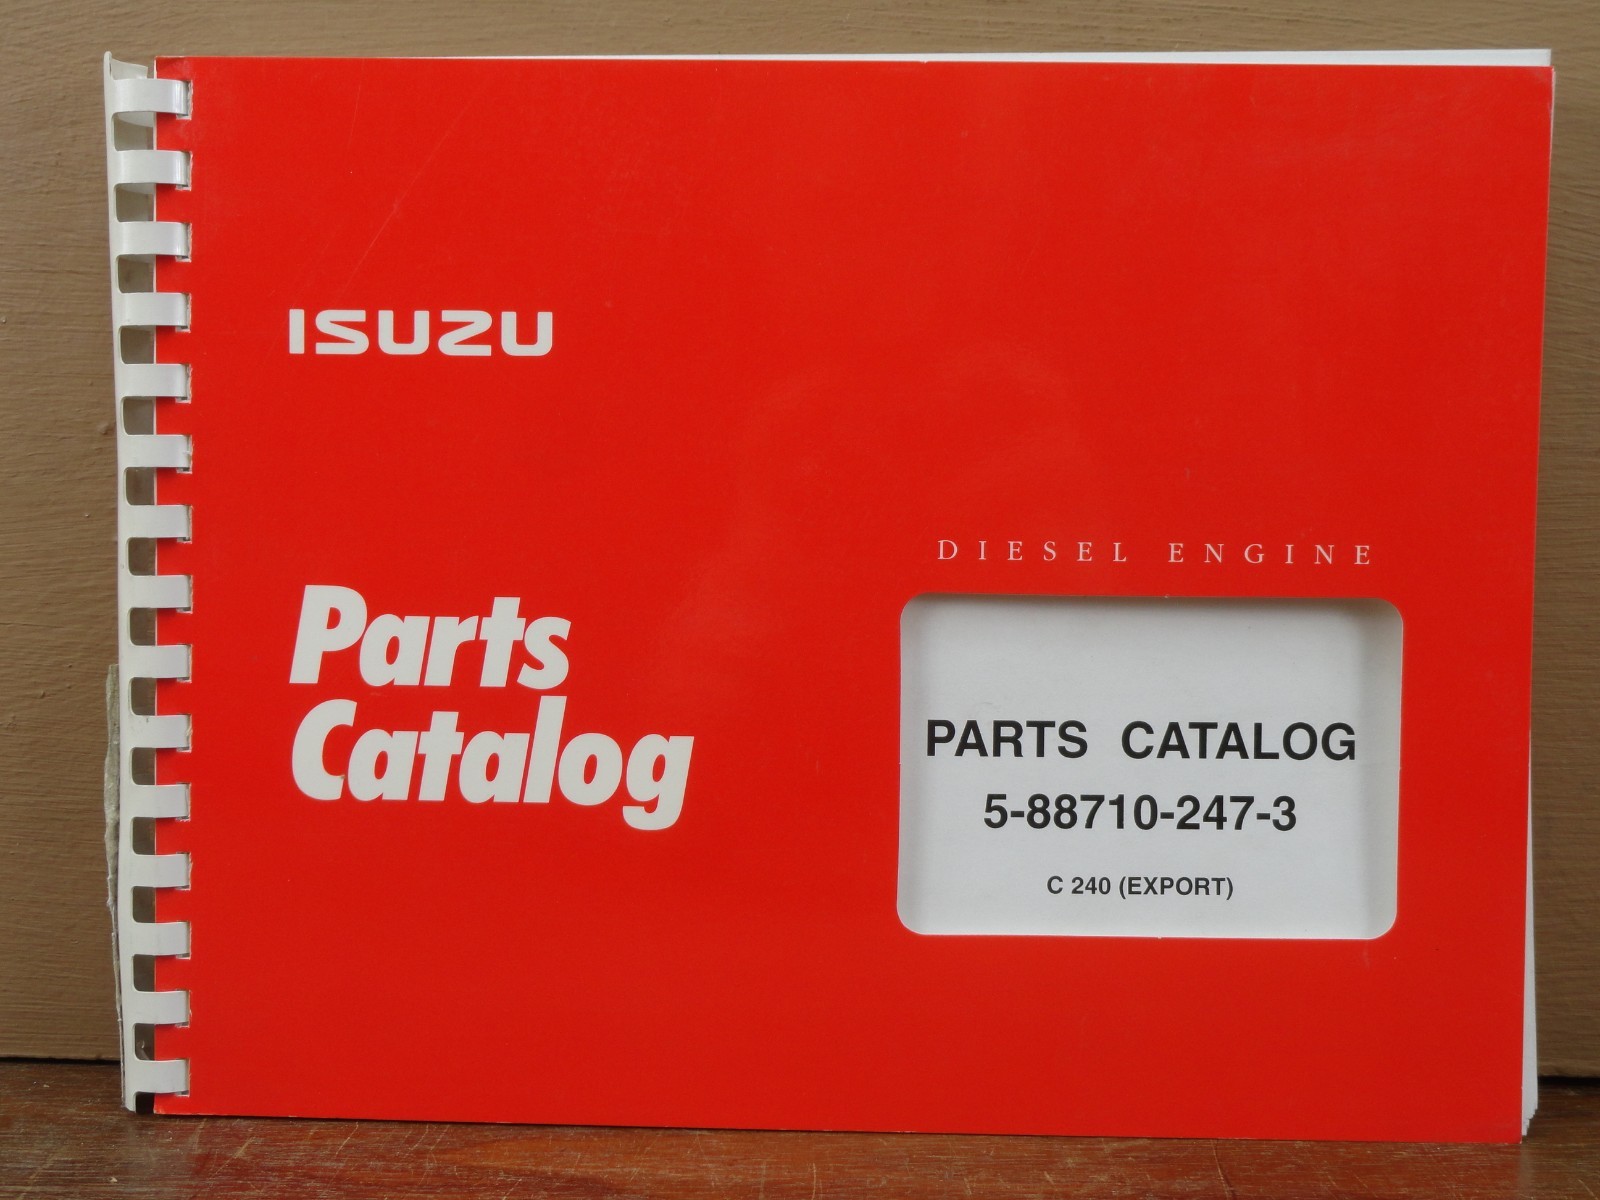 ISUZU
Parts
Catalog
DIESEL ENGINE
PARTS CATALOG
5-88710-247-3
C 240 (EXPORT)